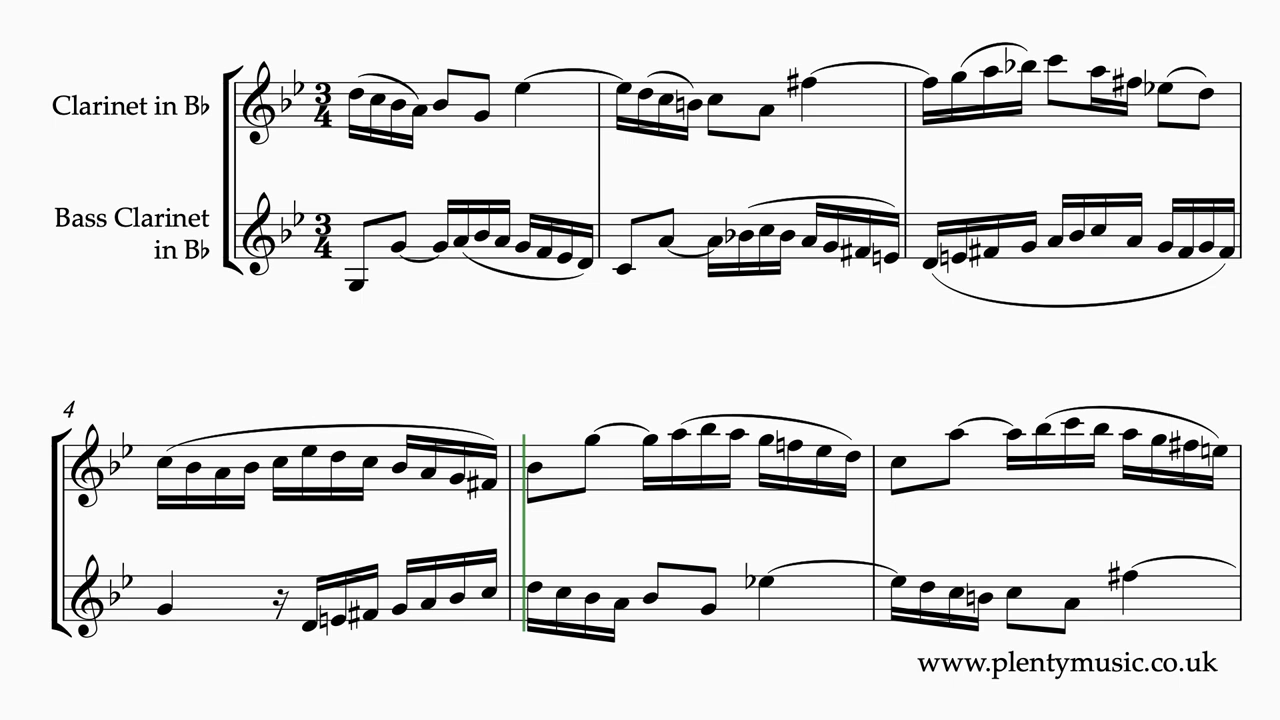 Clarinet in B♭
3
4
Bass Clarinet
in B♭
3
4
4
www.plentymusic.co.uk